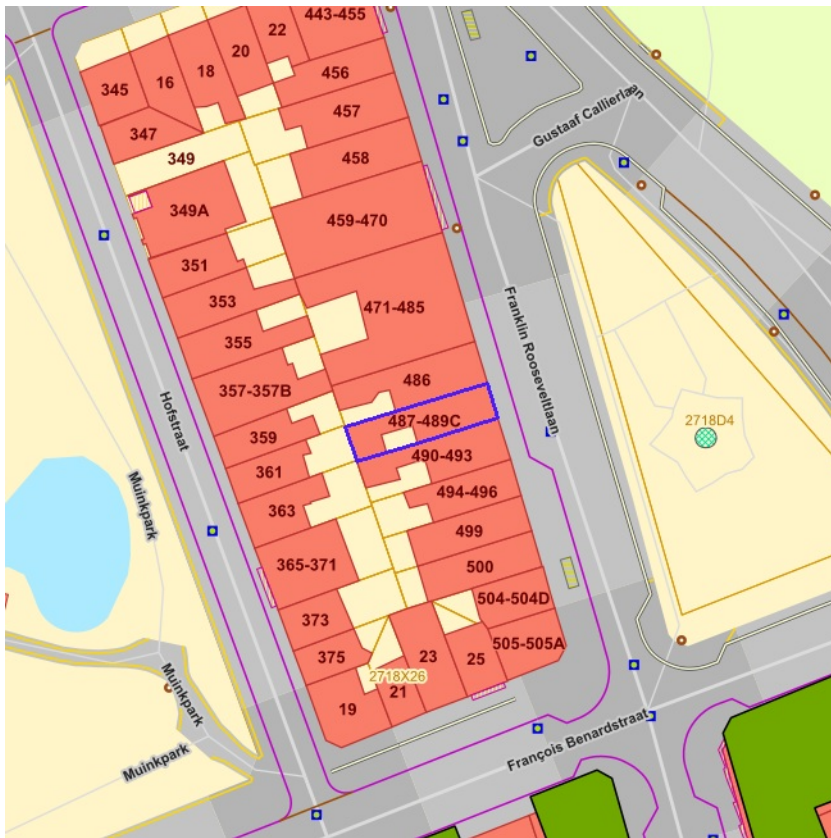 443-455
22
20
18
16
345
456
347
457
349
458
349A
459-470
351
353
471-485
355
486
357-357B
487-489C
359
490-493
361
494-496
363
499
365-371
500
504-504D
373
505-505A
375
23
25
2718X26
21
19
2718D4
Gustaaf Callierlaan
Franklin Rooseveltlaan
Hofstraat
Muinkpark
Muinkpark
Muinkpark
François Benardstraat